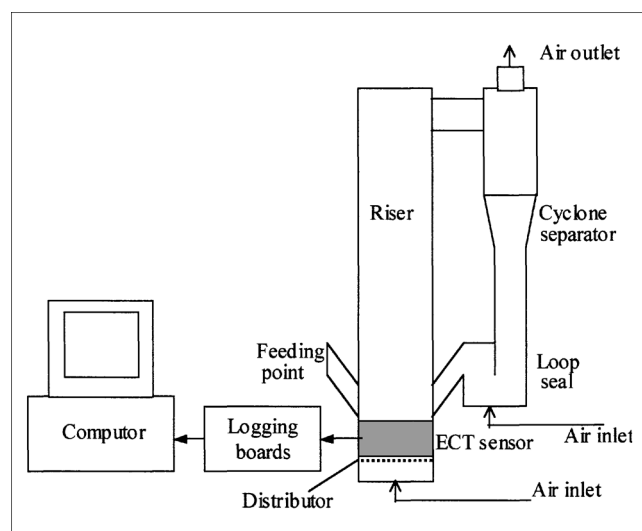 Air outlet
Riser
Cyclone
separator
Feeding
point
Loop
seal
Computor
Logging
boards
ECT sensor
Air inlet
Distributor
Air inlet